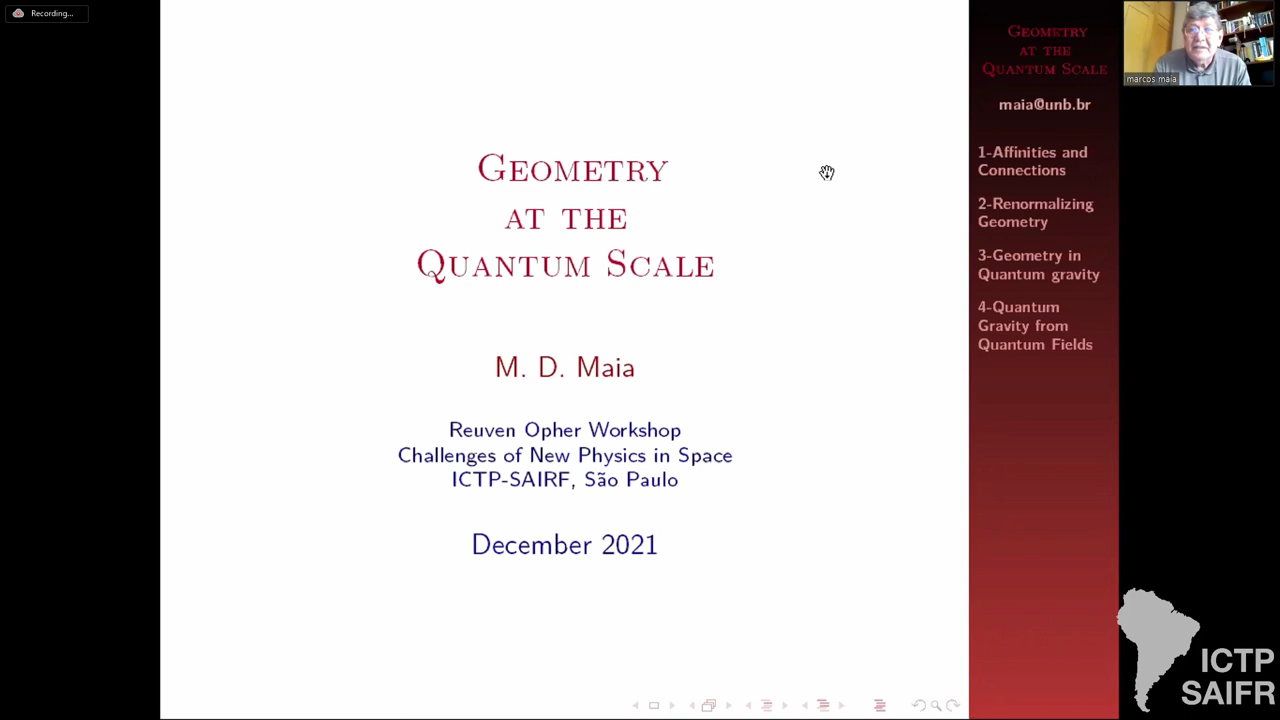 Recording...
GEOMETRY
AT THE
QUANTUM SCALE
M. D. Maia
Reuven Opher Workshop
Challenges of New Physics in Space
ICTP-SAIRF, São Paulo
December 2021
GEOMETRY
AT THE
QUANTUM SCALE
maia@unb.br
1-Affinities and
Connections
2-Renormalizing
Geometry
3-Geometry in
Quantum gravity
4-Quantum
Gravity from
Quantum Fields
marcos maia
ICTP
SAIFR